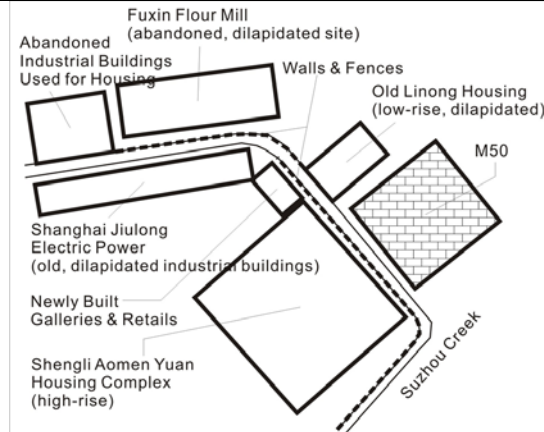 Fuxin Flour Mill
(abandoned, dilapidated site)
Abandoned
Industrial Buildings
Used for Housing
Walls & Fences
Old Linong Housing
(low-rise, dilapidated)
M50
Shanghai Jiulong
Electric Power
(old, dilapidated industrial buildings)
Newly Built
Galleries & Retails
Shengli Aomen Yuan
Housing Complex
(high-rise)
Suzhou Creek